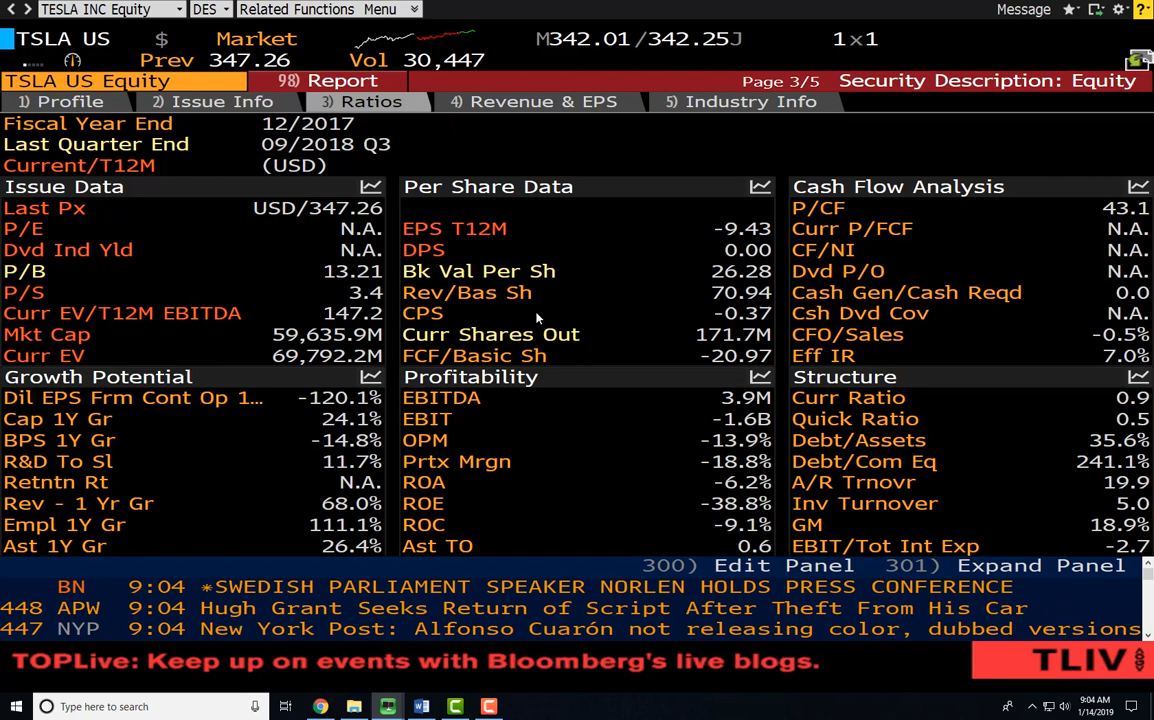 TESLA INC Equity DES Related Functions Menu Message
TSLA US $ Market M342.01/342.25J 1×1
Prev 347.26 Vol 30,447
TSLA US Equity 98) Report Page 3/5 Security Description: Equity
1) Profile 2) Issue Info 3) Ratios 4) Revenue & EPS 5) Industry Info
Fiscal Year End 12/2017
Last Quarter End 09/2018 Q3
Current/T12M (USD)
Issue Data Per Share Data Cash Flow Analysis
Last Px USD/347.26 P/CF 43.1
P/E N.A. EPS T12M -9.43 Curr P/FCF N.A.
Dvd Ind Yld N.A. DPS 0.00 CF/NI N.A.
P/B 13.21 Bk Val Per Sh 26.28 Dvd P/O N.A.
P/S 3.4 Rev/Bas Sh 70.94 Cash Gen/Cash Reqd 0.0
Curr EV/T12M EBITDA 147.2 CPS -0.37 Csh Dvd Cov N.A.
Mkt Cap 59,635.9M Curr Shares Out 171.7M CFO/Sales -0.5%
Curr EV 69,792.2M FCF/Basic Sh -20.97 Eff IR 7.0%
Growth Potential Profitability Structure
Dil EPS Frm Cont Op 1... -120.1% EBITDA 3.9M Curr Ratio 0.9
Cap 1Y Gr 24.1% EBIT -1.6B Quick Ratio 0.5
BPS 1Y Gr -14.8% OPM -13.9% Debt/Assets 35.6%
R&D To Sl 11.7% Prtx Mrgn -18.8% Debt/Com Eq 241.1%
Retntn Rt N.A. ROA -6.2% A/R Trnovr 19.9
Rev - 1 Yr Gr 68.0% ROE -38.8% Inv Turnover 5.0
Empl 1Y Gr 111.1% ROC -9.1% GM 18.9%
Ast 1Y Gr 26.4% Ast TO 0.6 EBIT/Tot Int Exp -2.7
300) Edit Panel 301) Expand Panel
BN 9:04 *SWEDISH PARLIAMENT SPEAKER NORLEN HOLDS PRESS CONFERENCE
448 APW 9:04 Hugh Grant Seeks Return of Script After Theft From His Car
447 NYP 9:04 New York Post: Alfonso Cuarón not releasing color, dubbed versions
TOPLive: Keep up on events with Bloomberg's live blogs. TLIV GO
Type here to search 9:04 AM
1/14/2019